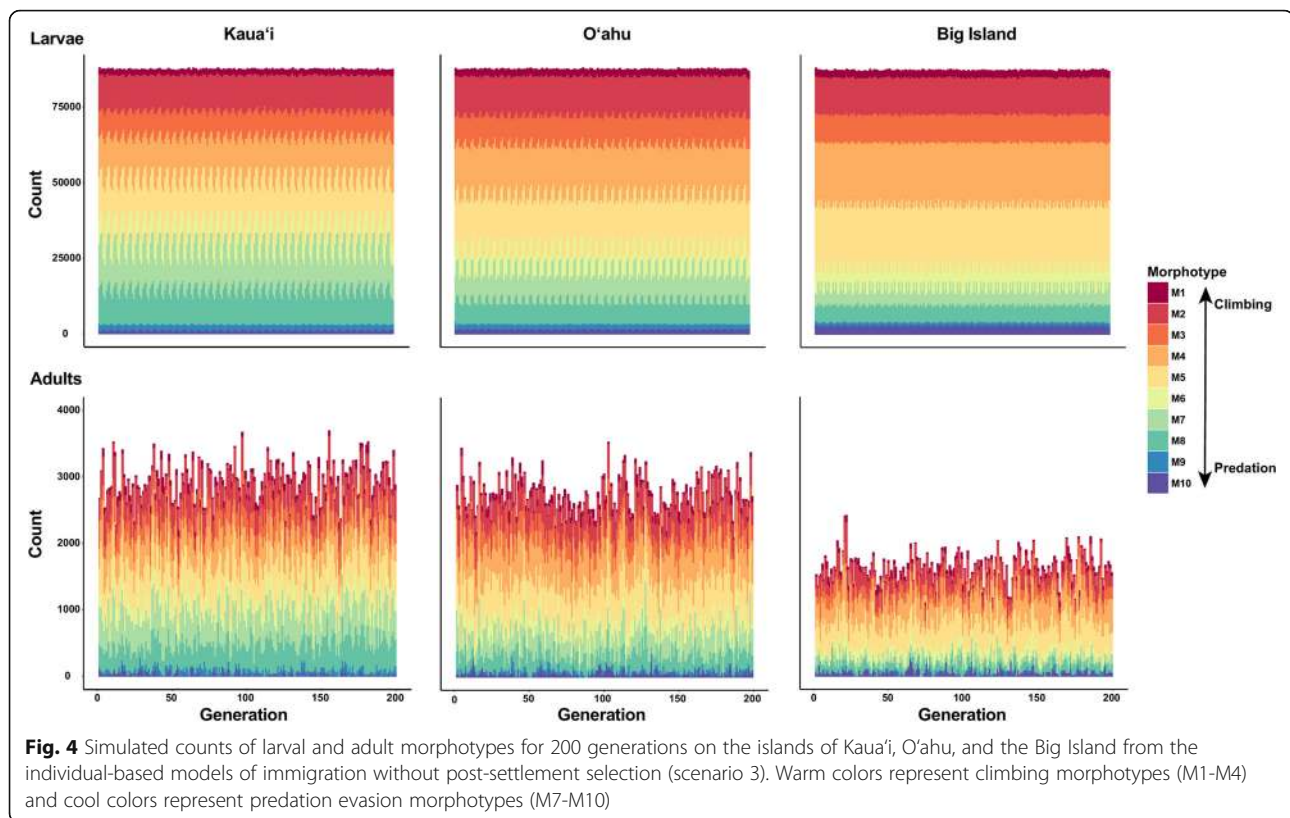 Kauaʻi
Oʻahu
Big Island
Larvae
Count
75000
50000
25000
0
Adults
Count
4000
3000
2000
1000
0
0 50 100 150 200
0 50 100 150 200
0 50 100 150 200
Generation
Generation
Generation
Morphotype
M1
M2
M3
M4
M5
M6
M7
M8
M9
M10
Climbing
Predation
Fig. 4 Simulated counts of larval and adult morphotypes for 200 generations on the islands of Kauaʻi, Oʻahu, and the Big Island from the
individual-based models of immigration without post-settlement selection (scenario 3). Warm colors represent climbing morphotypes (M1-M4)
and cool colors represent predation evasion morphotypes (M7-M10)